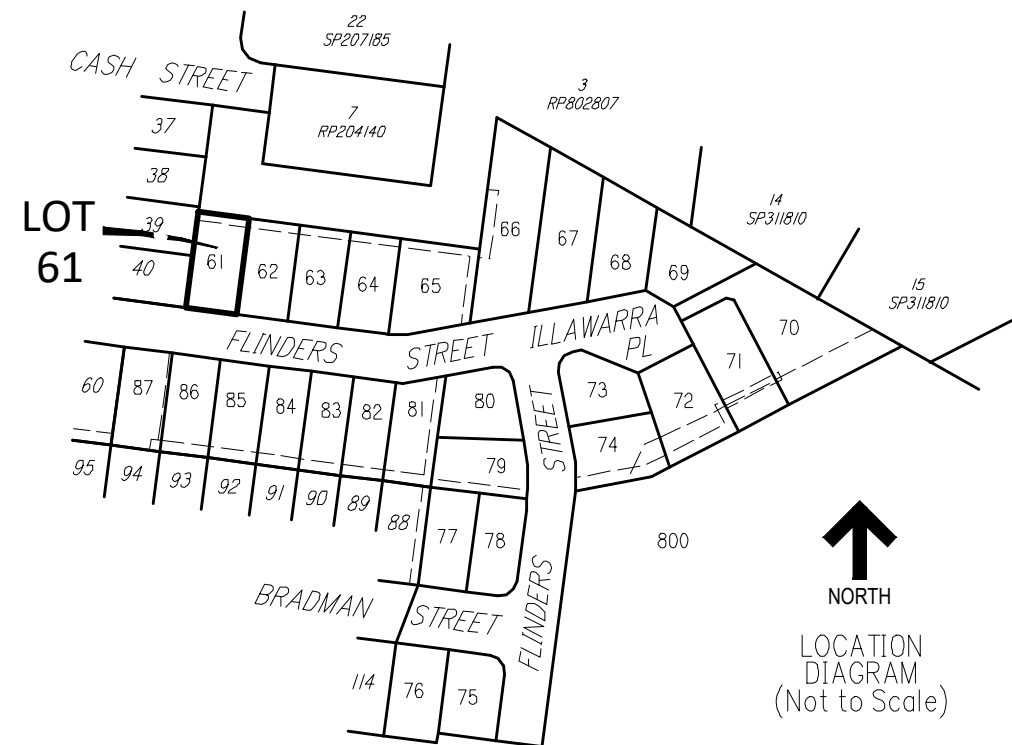 22
SP207185
CASH STREET
3
RP802807
7
RP204140
37
38
14
SP311810
LOT
61
39
40
61
62
63
64
65
66
67
68
69
15
SP311810
70
FLINDERS STREET
ILLAWARRA
PL
71
60
87
86
85
84
83
82
81
80
73
72
STREET
79
74
95
94
93
92
91
90
89
88
77
78
800
BRADMAN STREET
FLINDERS
NORTH
LOCATION
DIAGRAM
(Not to Scale)
114
76
75